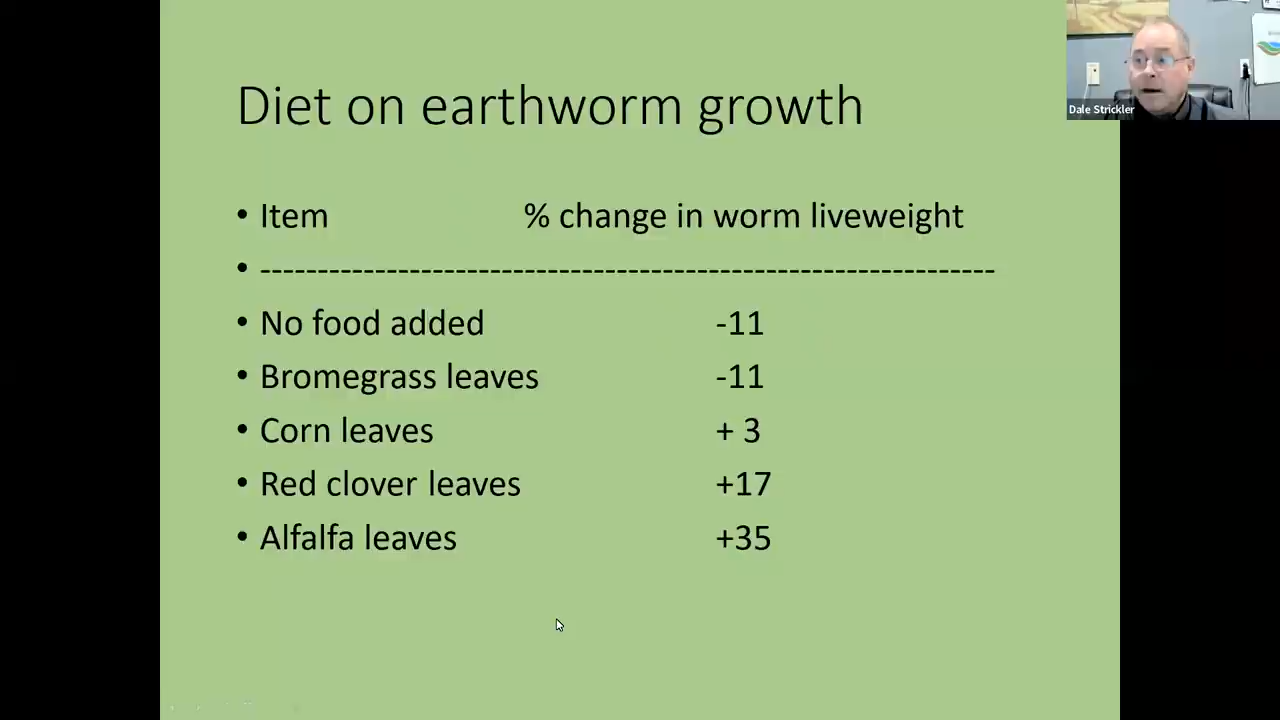 Diet on earthworm growth
• Item % change in worm liveweight
• ----------------------------------------------------------------
• No food added -11
• Bromegrass leaves -11
• Corn leaves + 3
• Red clover leaves +17
• Alfalfa leaves +35
Dale Strickler